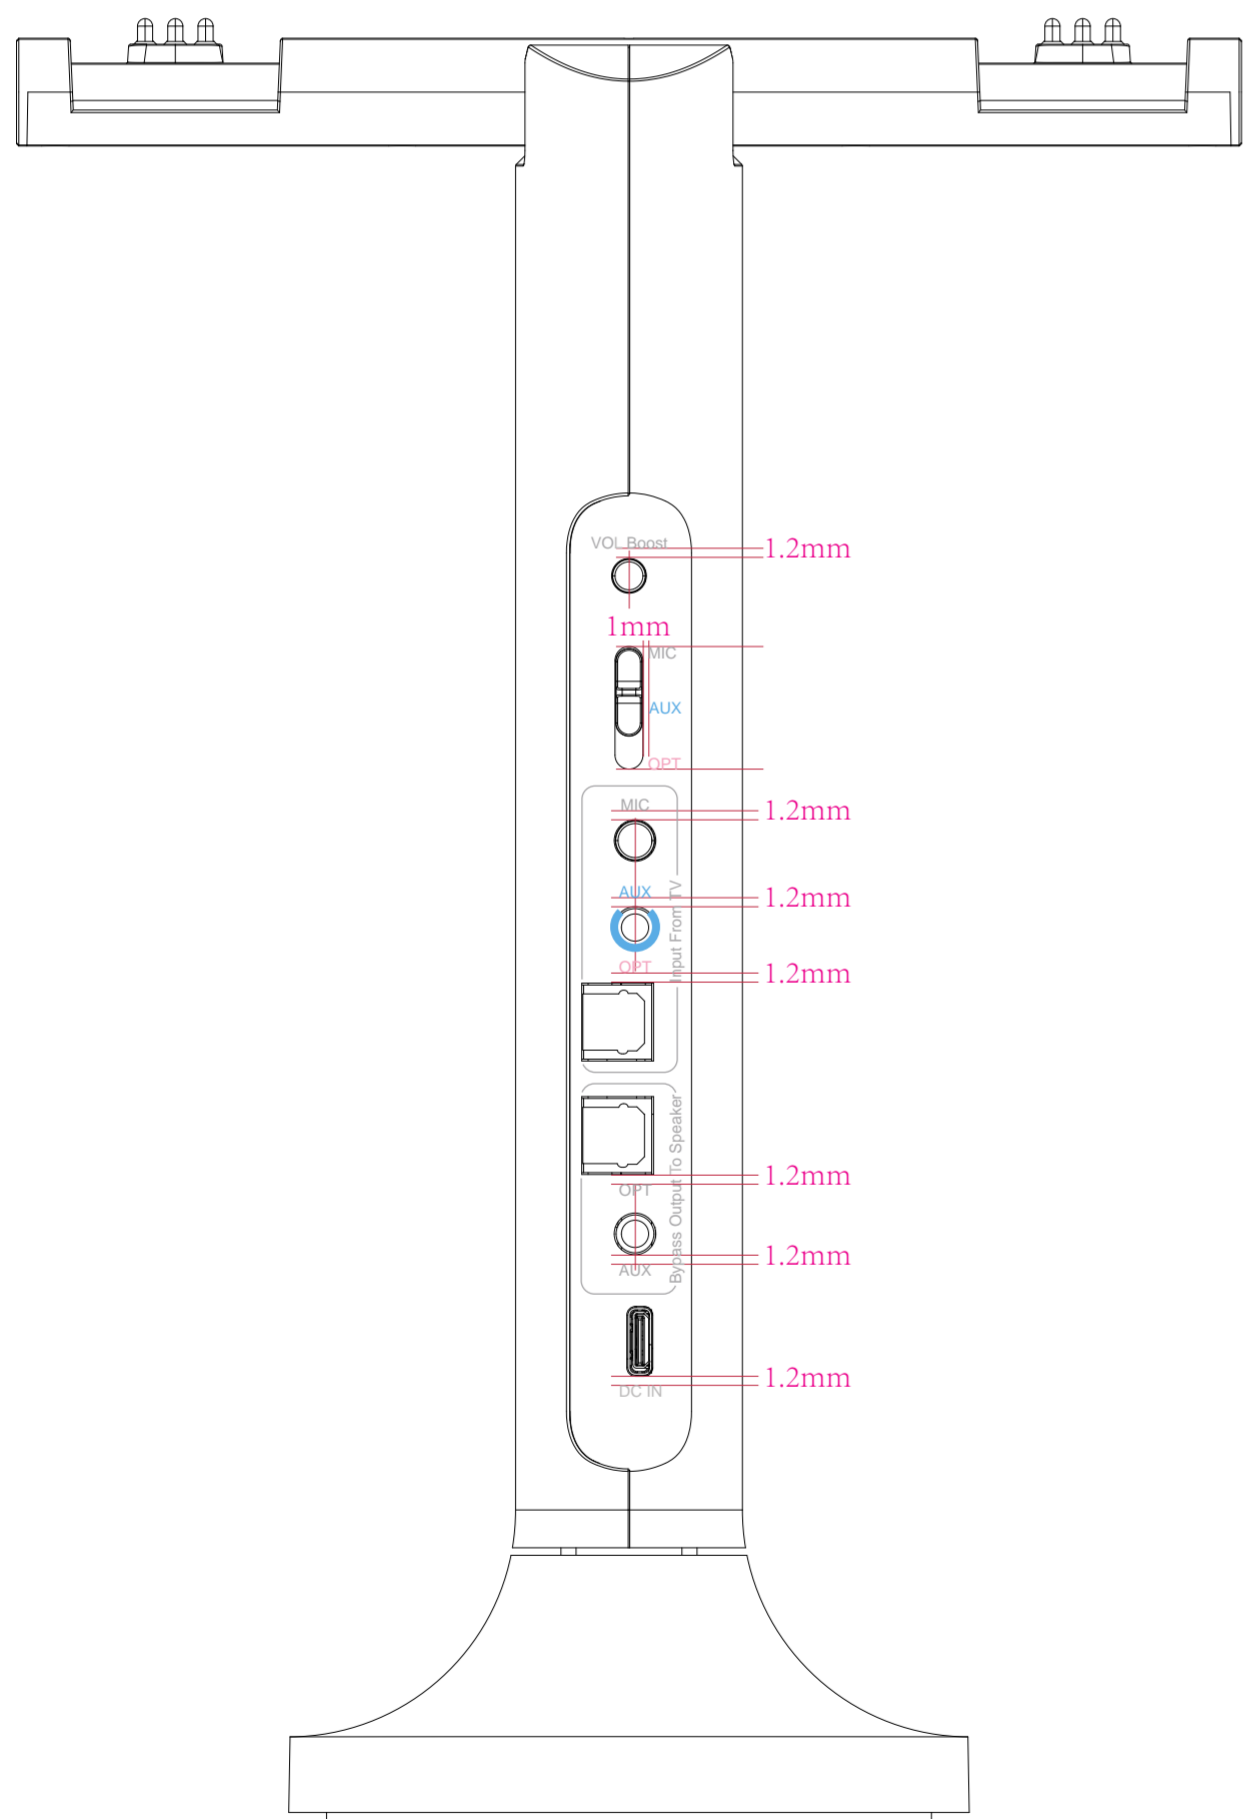 VOL Boost
1.2mm
1mm
MIC
AUX
OPT
MIC
1.2mm
AUX
1.2mm
Input From TV
OPT
1.2mm
Bypass Output To Speaker
1.2mm
OPT
1.2mm
AUX
1.2mm
DC IN